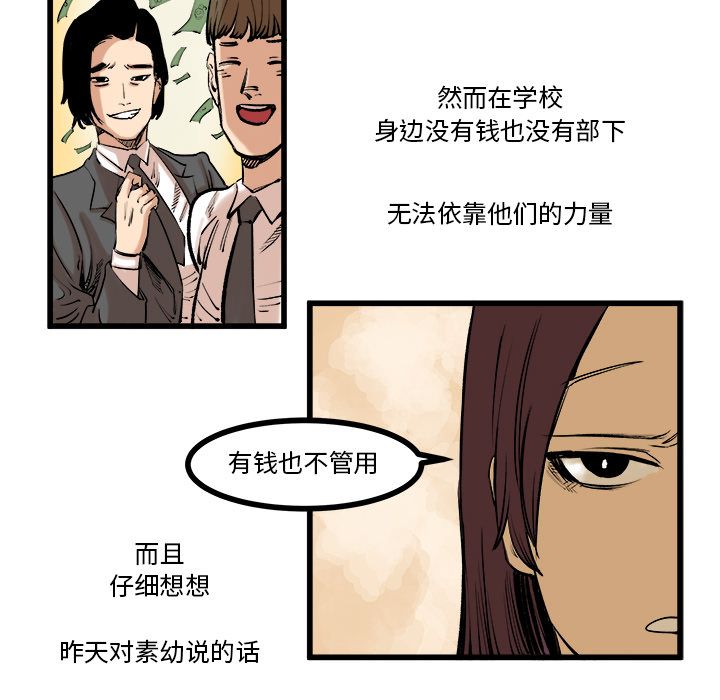 然而在学校
身边没有钱也没有部下
无法依靠他们的力量
有钱也不管用
而且
仔细想想
昨天对素幼说的话